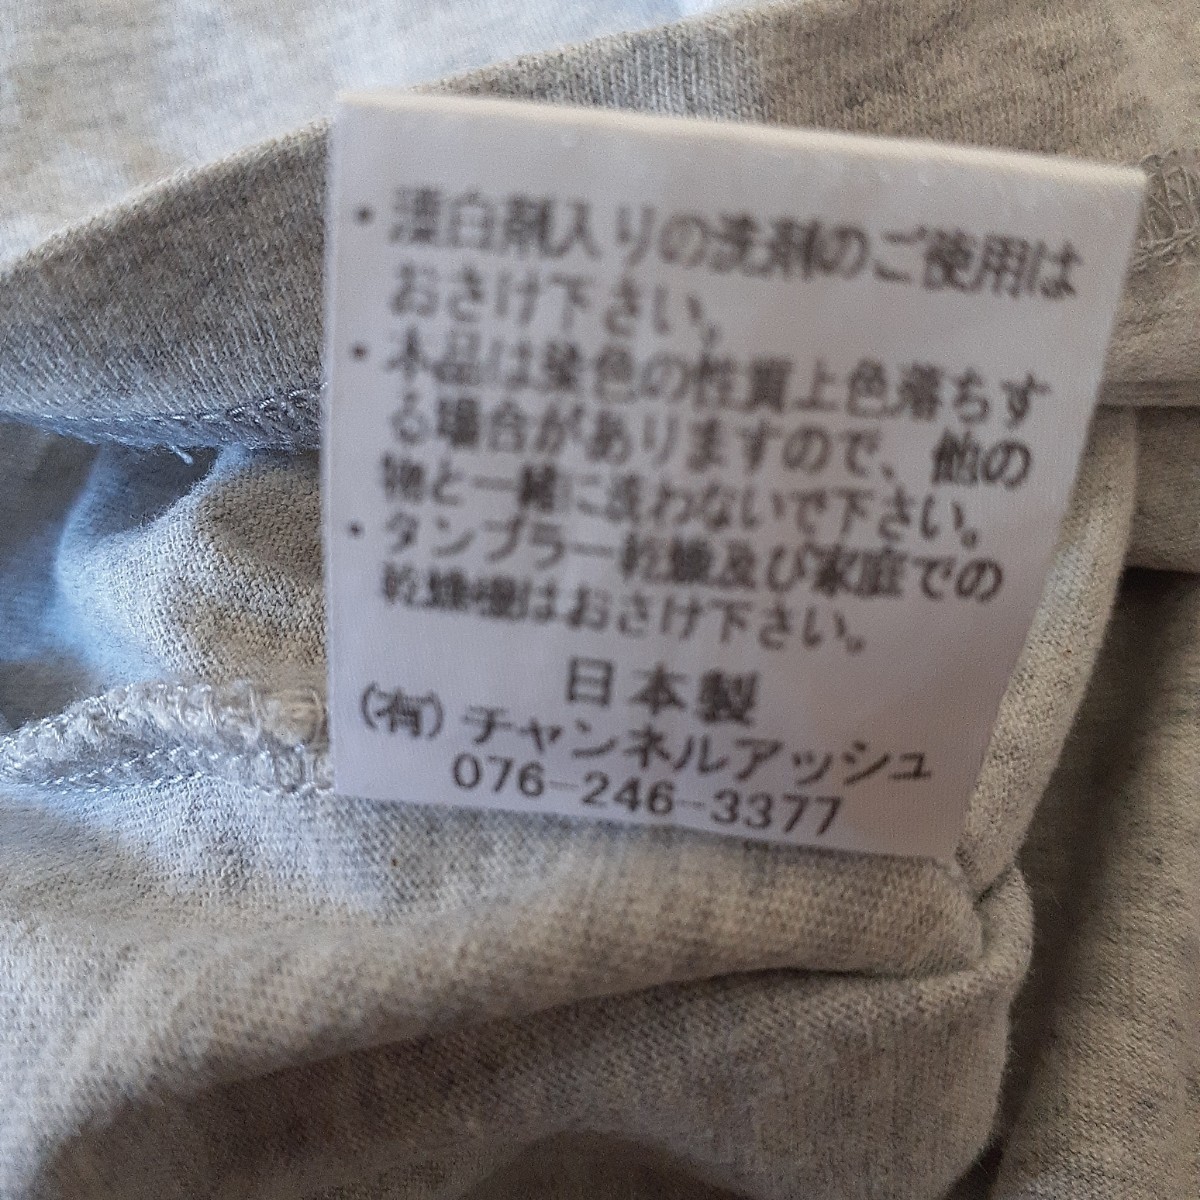 ・漂白剤入りの洗剤のご使用は
おさけ下さい。
・本品は染色の性質上色落ちす
る場合がありますので、他の
物と一緒に洗わないで下さい。
・タンブラー乾燥及び家庭での
乾燥機はおさけ下さい。
日本製
(有)チャンネルアッシュ
076-246-3377